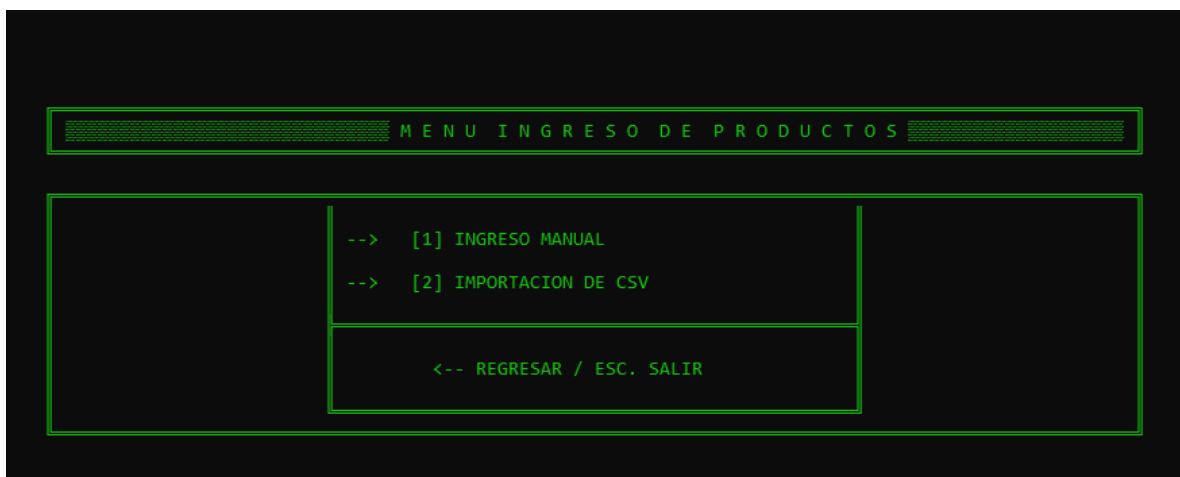 M E N U  I N G R E S O  D E  P R O D U C T O S
--> [1] INGRESO MANUAL
--> [2] IMPORTACION DE CSV
<-- REGRESAR / ESC. SALIR